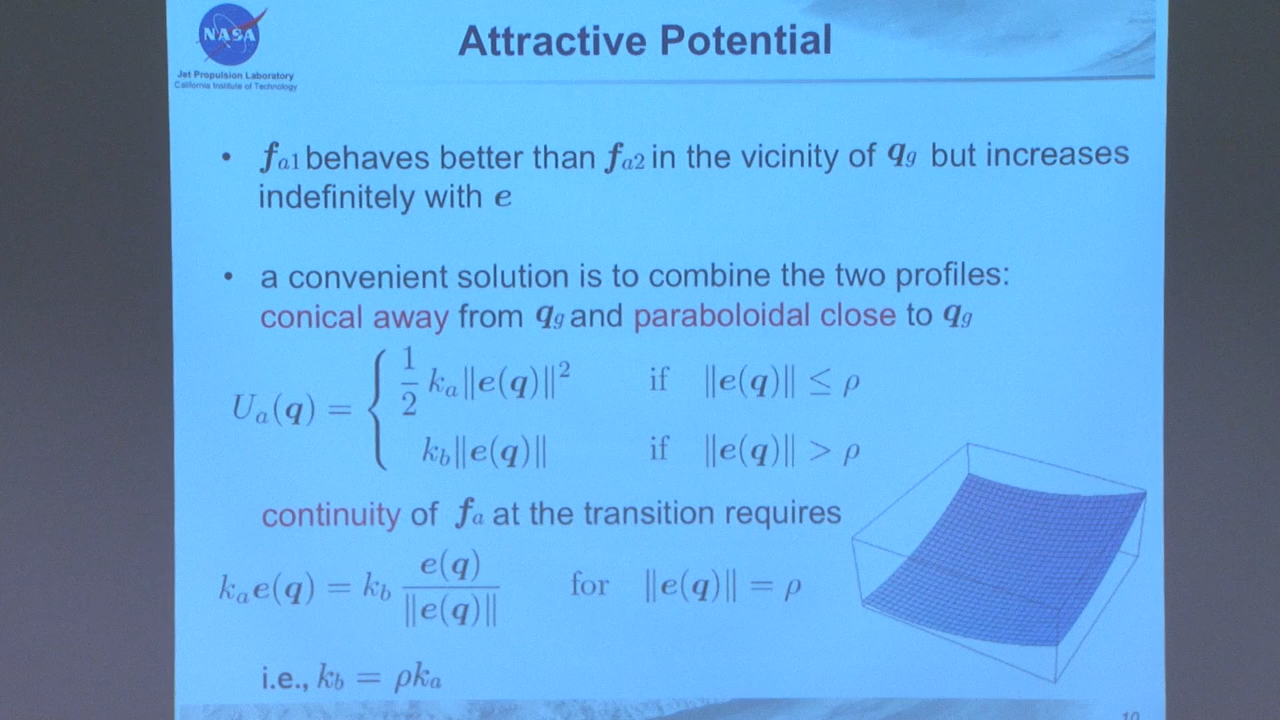 NASA
Jet Propulsion Laboratory
California Institute of Technology
Attractive Potential
• fa1 behaves better than fa2 in the vicinity of qg but increases
indefinitely with e
• a convenient solution is to combine the two profiles:
conical away from qg and paraboloidal close to qg
Ua(q) = { 1/2 ka‖e(q)‖² if ‖e(q)‖ ≤ ρ
kb‖e(q)‖ if ‖e(q)‖ > ρ
continuity of fa at the transition requires
kae(q) = kb e(q)/‖e(q)‖ for ‖e(q)‖ = ρ
i.e., kb = ρka